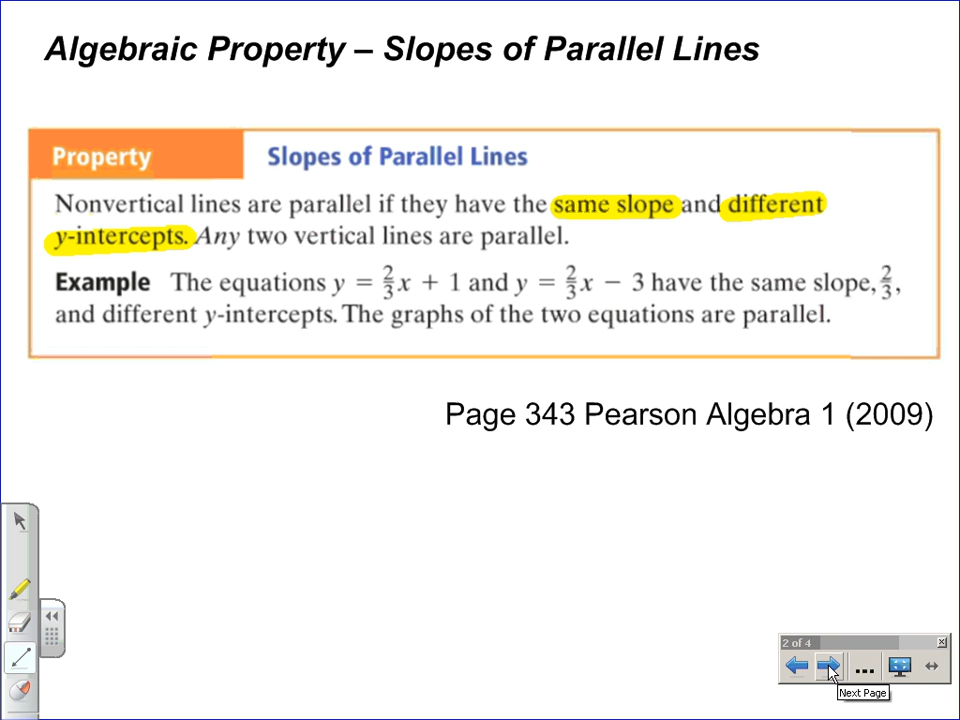 Algebraic Property – Slopes of Parallel Lines
Property Slopes of Parallel Lines
Nonvertical lines are parallel if they have the same slope and different
y-intercepts. Any two vertical lines are parallel.
Example The equations y = 2/3x + 1 and y = 2/3x − 3 have the same slope, 2/3,
and different y-intercepts. The graphs of the two equations are parallel.
Page 343 Pearson Algebra 1 (2009)
2 of 4
Next Page